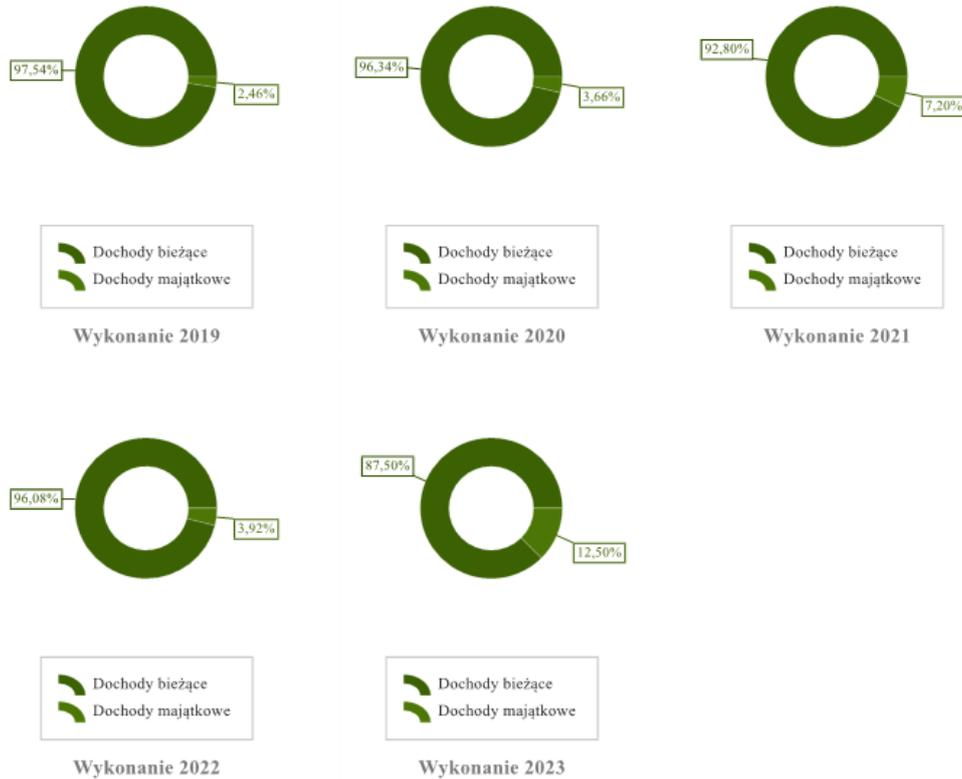 97,54%
2,46%
Dochody bieżące
Dochody majątkowe
Wykonanie 2019
96,34%
3,66%
Dochody bieżące
Dochody majątkowe
Wykonanie 2020
92,80%
7,20%
Dochody bieżące
Dochody majątkowe
Wykonanie 2021
96,08%
3,92%
Dochody bieżące
Dochody majątkowe
Wykonanie 2022
87,50%
12,50%
Dochody bieżące
Dochody majątkowe
Wykonanie 2023